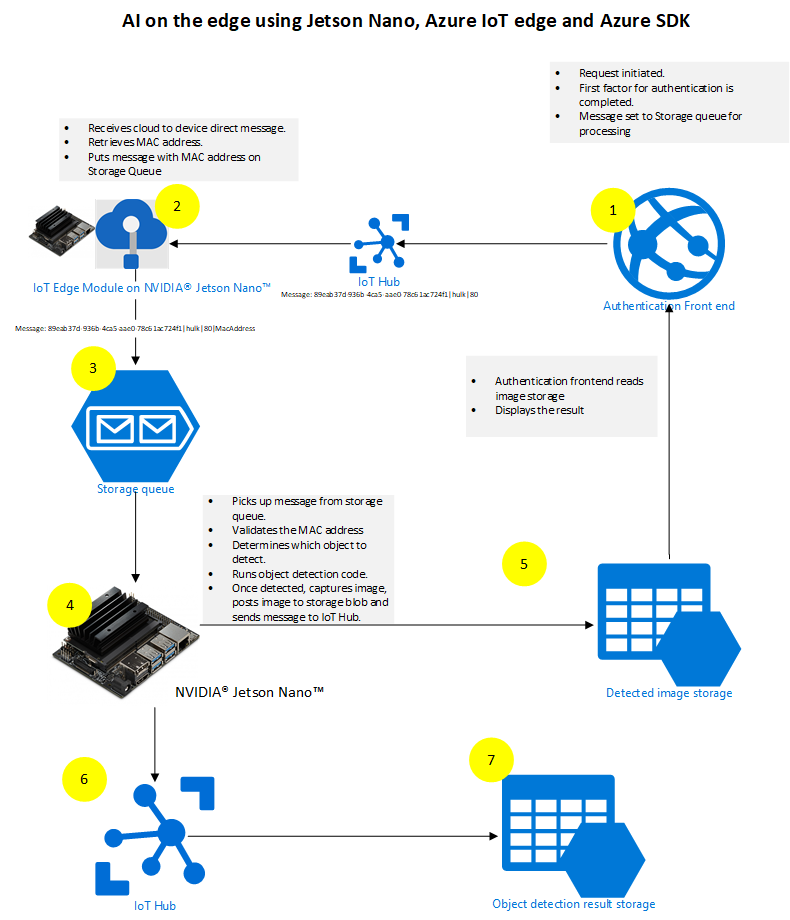 AI on the edge using Jetson Nano, Azure IoT edge and Azure SDK
• Request initiated.
• First factor for authentication is
completed.
• Message set to Storage queue for
processing
• Receives cloud to device direct message.
• Retrieves MAC address.
• Puts message with MAC address on
Storage Queue
2
1
IoT Hub
IoT Edge Module on NVIDIA® Jetson Nano™
Message: 89eab37d-936b-4ca5-aae0-78c61ac724f1|hulk|80
Authentication Front end
Message: 89eab37d-936b-4ca5-aae0-78c61ac724f1|hulk|80|MacAddress
3
• Authentication frontend reads
image storage
• Displays the result
Storage queue
• Picks up message from storage
queue.
• Validates the MAC address
• Determines which object to
detect.
• Runs object detection code.
• Once detected, captures image,
posts image to storage blob and
sends message to IoT Hub.
5
4
NVIDIA® Jetson Nano™
Detected image storage
6
7
IoT Hub
Object detection result storage